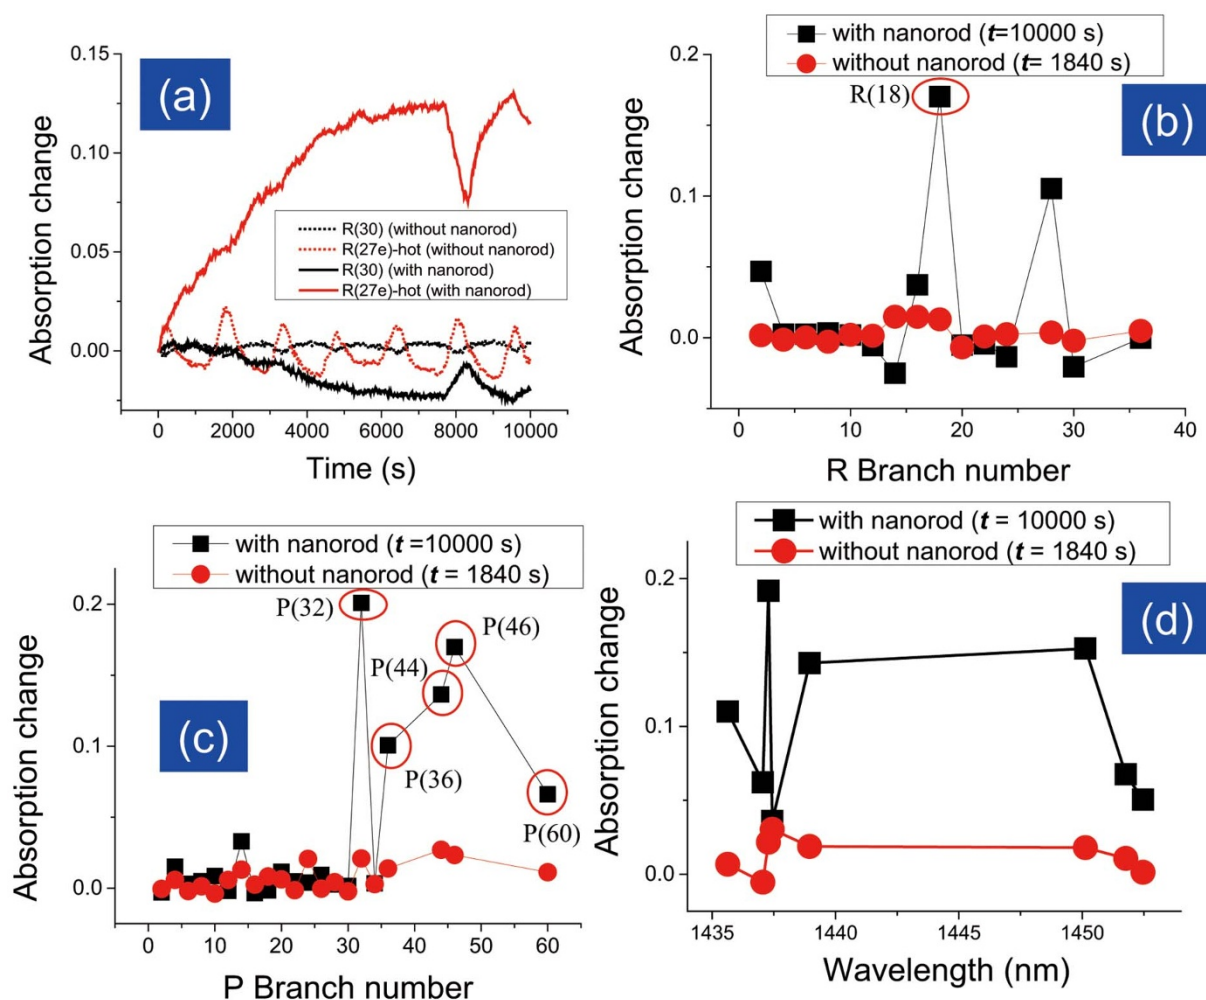 (a)
Absorption change
0.15
0.10
0.05
0.00
R(30) (without nanorod)
R(27e)-hot (without nanorod)
R(30) (with nanorod)
R(27e)-hot (with nanorod)
0 2000 4000 6000 8000 10000
Time (s)
with nanorod (t=10000 s)
without nanorod (t= 1840 s)
(b)
R(18)
Absorption change
0.2
0.1
0.0
0 10 20 30 40
R Branch number
with nanorod (t =10000 s)
without nanorod (t = 1840 s)
(c)
P(32)
P(46)
P(44)
P(36)
P(60)
Absorption change
0.2
0.1
0.0
0 10 20 30 40 50 60
P Branch number
with nanorod (t = 10000 s)
without nanorod (t = 1840 s)
(d)
Absorption change
0.2
0.1
0.0
1435 1440 1445 1450
Wavelength (nm)